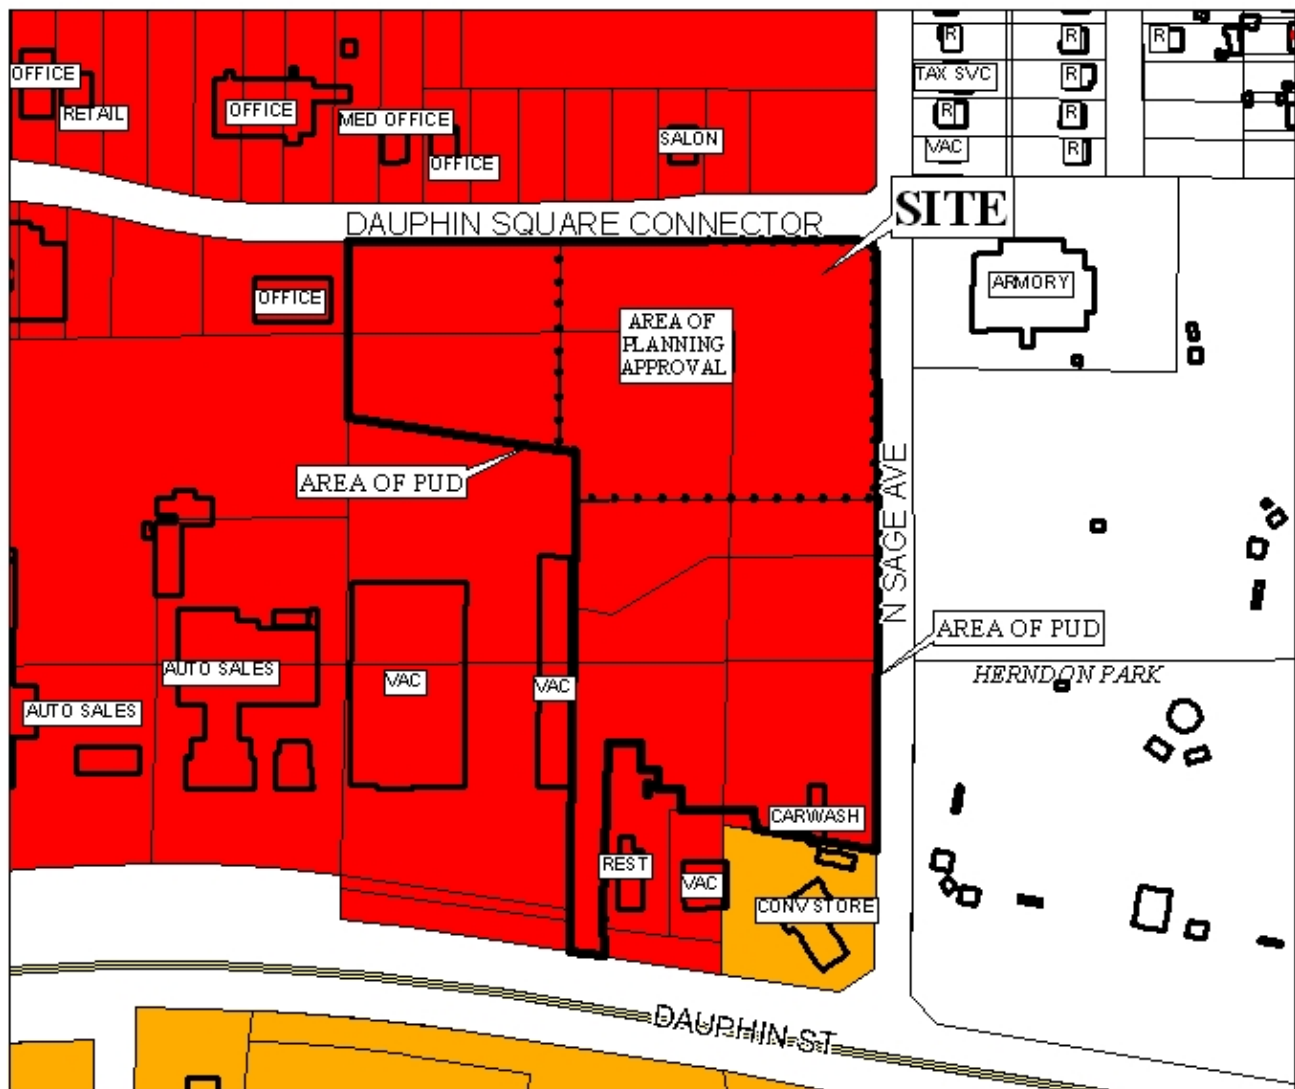 R
R
R
OFFICE
TAX SVC
R
RETAIL
OFFICE
MED OFFICE
R
R
OFFICE
SALON
VAC
R
SITE
DAUPHIN SQUARE CONNECTOR
OFFICE
ARMORY
AREA OF
PLANNING
APPROVAL
AREA OF PUD
N SAGE AVE
AREA OF PUD
AUTO SALES
VAC
VAC
HERNDON PARK
AUTO SALES
CARWASH
REST
VAC
CONV STORE
DAUPHIN ST